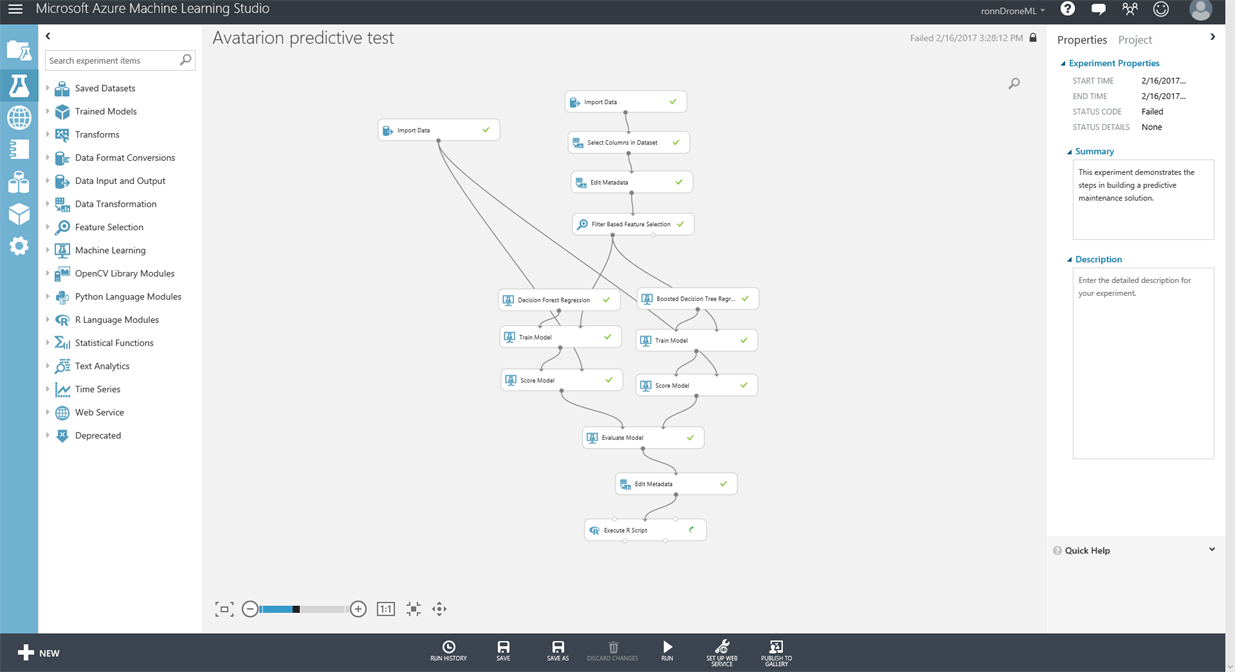 Microsoft Azure Machine Learning Studio
ronnDroneML
Search experiment items
Saved Datasets
Trained Models
Transforms
Data Format Conversions
Data Input and Output
Data Transformation
Feature Selection
Machine Learning
OpenCV Library Modules
Python Language Modules
R Language Modules
Statistical Functions
Text Analytics
Time Series
Web Service
Deprecated
Avatarion predictive test
Failed 2/16/2017 3:28:12 PM
Import Data
Import Data
Select Columns in Dataset
Edit Metadata
Filter Based Feature Selection
Decision Forest Regression
Boosted Decision Tree Regr...
Train Model
Train Model
Score Model
Score Model
Evaluate Model
Edit Metadata
Execute R Script
1:1
Properties Project
Experiment Properties
START TIME 2/16/2017...
END TIME 2/16/2017...
STATUS CODE Failed
STATUS DETAILS None
Summary
This experiment demonstrates the
steps in building a predictive
maintenance solution.
Description
Enter the detailed description for
your experiment.
Quick Help
NEW
RUN HISTORY
SAVE
SAVE AS
DISCARD CHANGES
RUN
SET UP WEB
SERVICE
PUBLISH TO
GALLERY